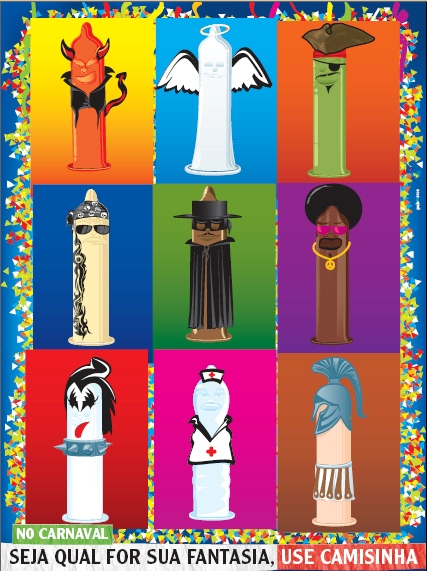 NO CARNAVAL
SEJA QUAL FOR SUA FANTASIA, USE CAMISINHA